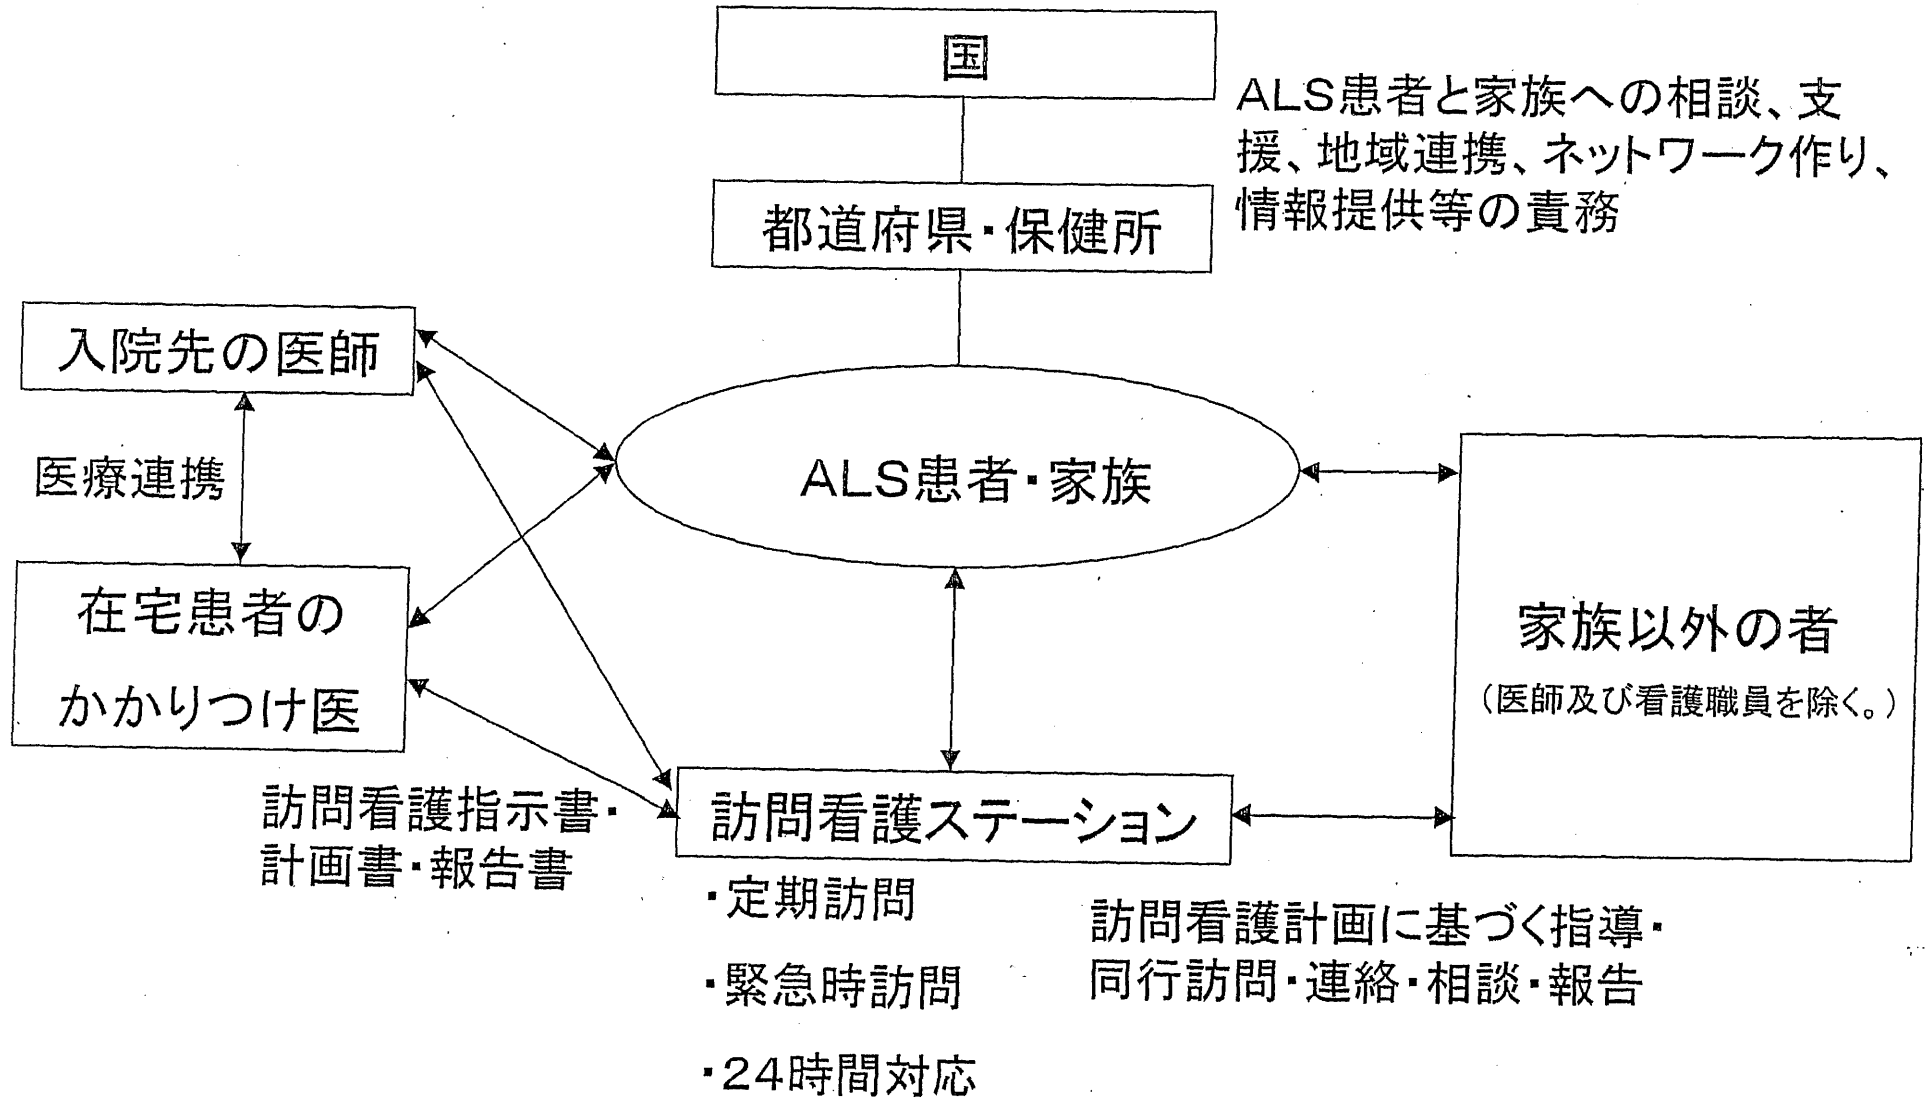 国
ALS患者と家族への相談、支
援、地域連携、ネットワーク作り、
情報提供等の責務
都道府県・保健所
入院先の医師
医療連携
ALS患者・家族
在宅患者の
かかりつけ医
家族以外の者
（医師及び看護職員を除く。）
訪問看護指示書・
計画書・報告書
訪問看護ステーション
・定期訪問
・緊急時訪問
・24時間対応
訪問看護計画に基づく指導・
同行訪問・連絡・相談・報告